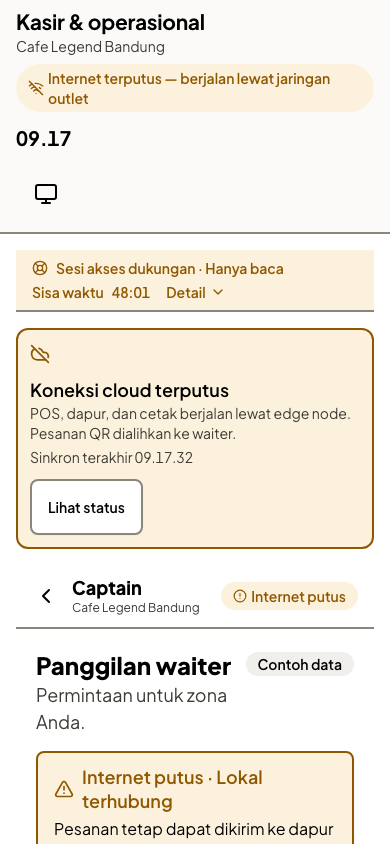 Kasir & operasional
Cafe Legend Bandung
Internet terputus — berjalan lewat jaringan
outlet
09.17
Sesi akses dukungan · Hanya baca
Sisa waktu 48:01 Detail
Koneksi cloud terputus
POS, dapur, dan cetak berjalan lewat edge node.
Pesanan QR dialihkan ke waiter.
Sinkron terakhir 09.17.32
Lihat status
Captain
Cafe Legend Bandung
Internet putus
Panggilan waiter
Contoh data
Permintaan untuk zona
Anda.
Internet putus · Lokal
terhubung
Pesanan tetap dapat dikirim ke dapur